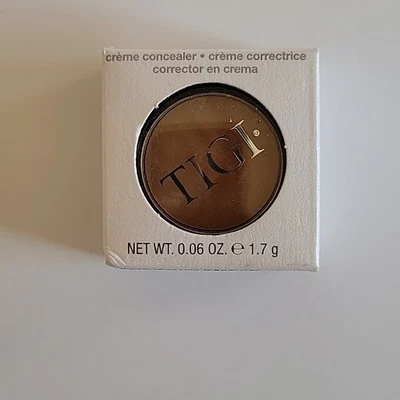 crème concealer • crème correctrice
corrector en crema
TIGI®
NET WT. 0.06 OZ. ℮ 1.7 g